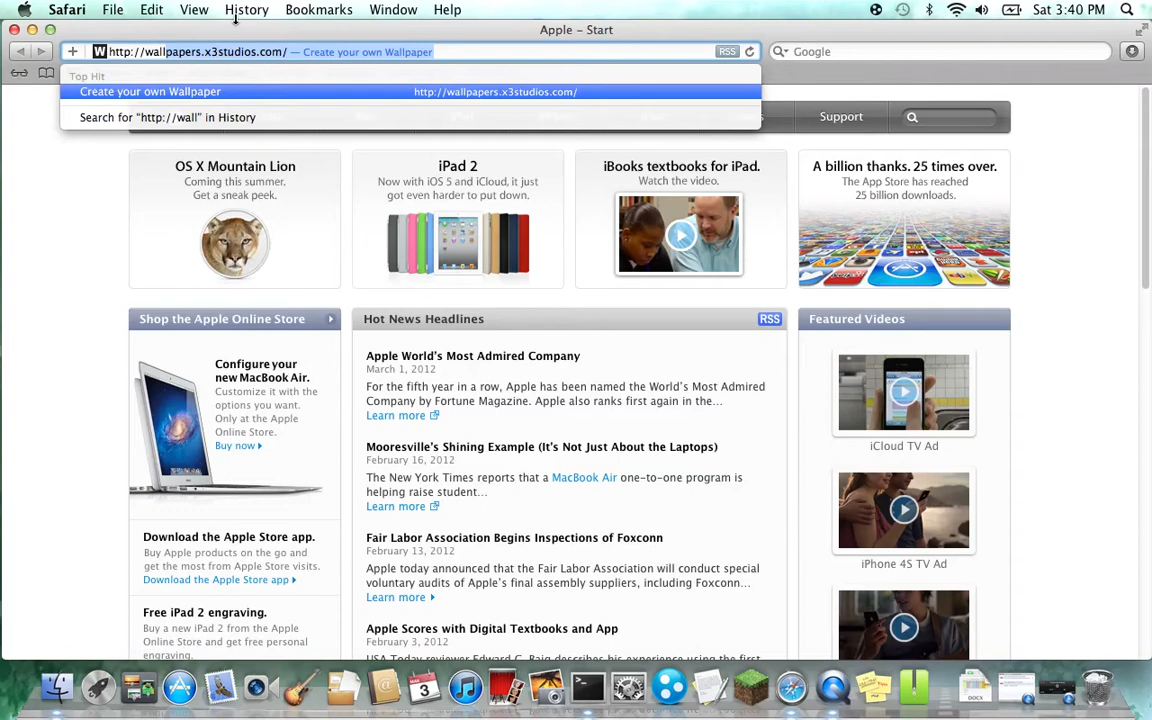 Safari File Edit View History Bookmarks Window Help Sat 3:40 PM
Apple – Start
W http://wallpapers.x3studios.com/ — Create your own Wallpaper RSS Google
Top Hit
Create your own Wallpaper http://wallpapers.x3studios.com/
Search for "http://wall" in History
Support
OS X Mountain Lion
Coming this summer.
Get a sneak peek.
iPad 2
Now with iOS 5 and iCloud, it just
got even harder to put down.
iBooks textbooks for iPad.
Watch the video.
A billion thanks. 25 times over.
The App Store has reached
25 billion downloads.
Shop the Apple Online Store
Configure your
new MacBook Air.
Customize it with the
options you want.
Only at the Apple
Online Store.
Buy now
Download the Apple Store app.
Buy Apple products on the go and
get the most from Apple Store visits.
Download the Apple Store app
Free iPad 2 engraving.
Buy a new iPad 2 from the Apple
Online Store and get free personal
engraving.
Hot News Headlines RSS
Apple World's Most Admired Company
March 1, 2012
For the fifth year in a row, Apple has been named the World's Most Admired
Company by Fortune Magazine. Apple also ranks first again in the...
Learn more
Mooresville's Shining Example (It's Not Just About the Laptops)
February 16, 2012
The New York Times reports that a MacBook Air one-to-one program is
helping raise student...
Learn more
Fair Labor Association Begins Inspections of Foxconn
February 13, 2012
Apple today announced that the Fair Labor Association will conduct special
voluntary audits of Apple's final assembly suppliers, including Foxconn...
Learn more
Apple Scores with Digital Textbooks and App
February 3, 2012
USA Today reviewer Edward C. Baig describes his experience using the first
Featured Videos
iCloud TV Ad
iPhone 4S TV Ad
3
DOCX